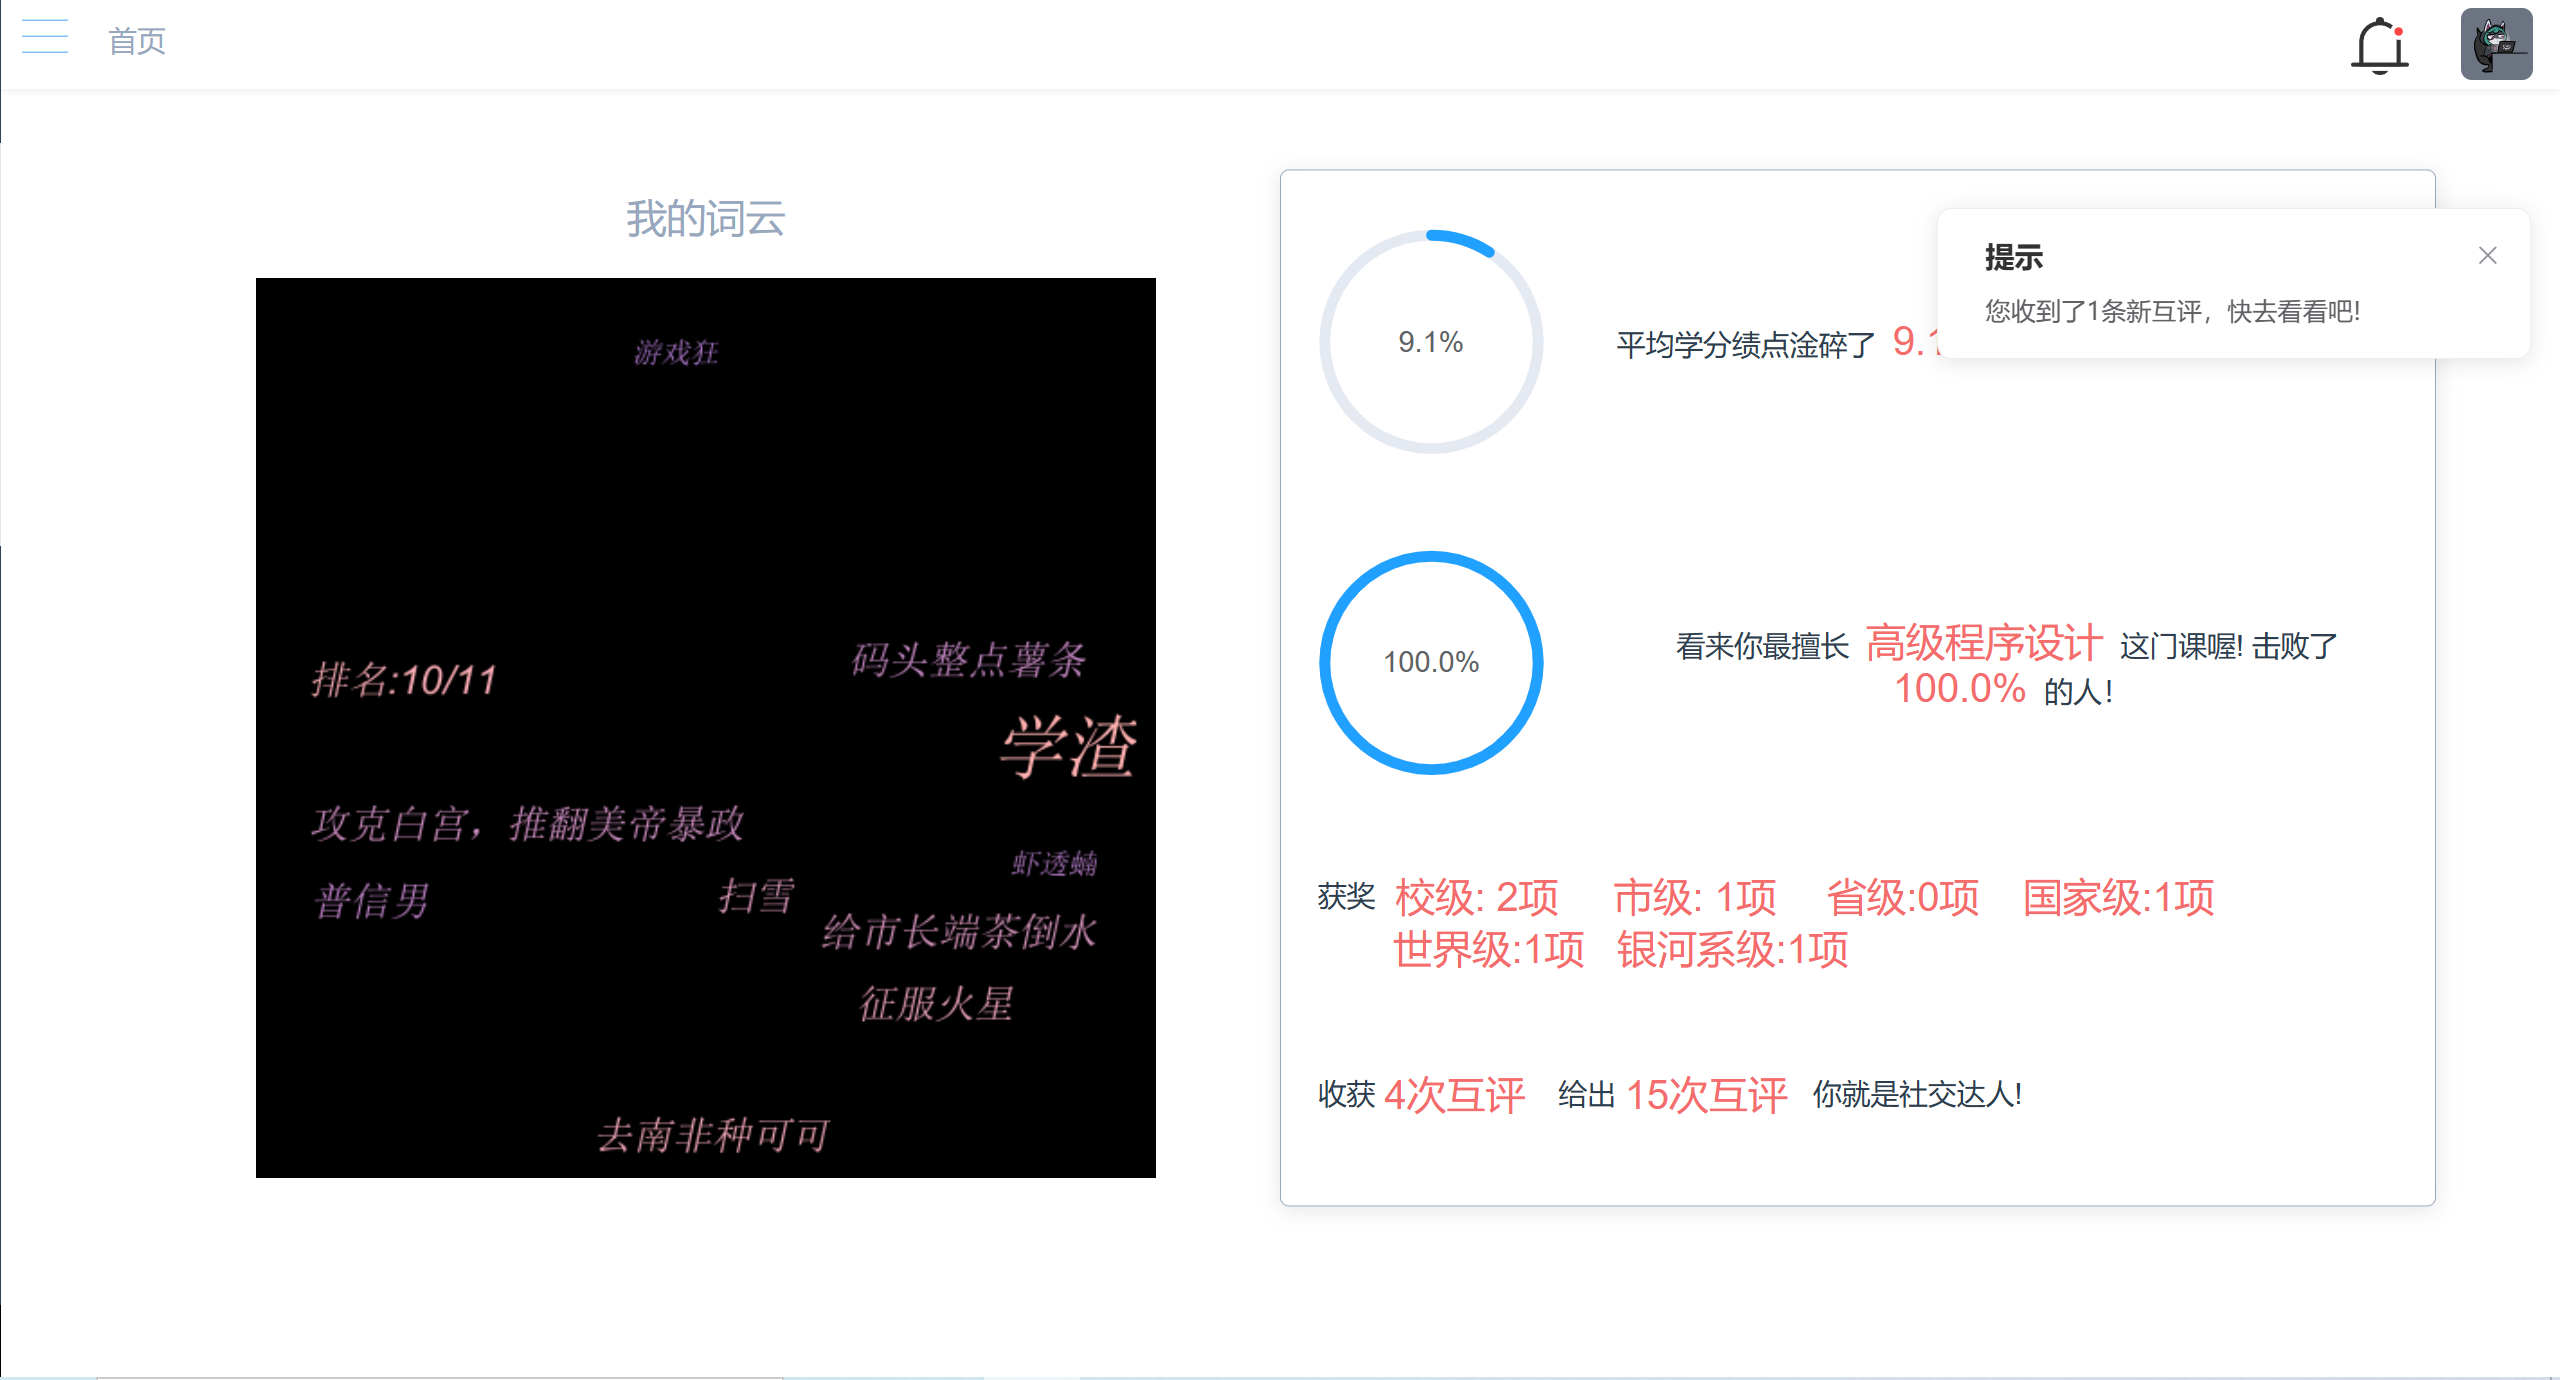 首页
我的词云
游戏狂
排名:10/11
码头整点薯条
学渣
攻克白宫，推翻美帝暴政
虾透蝻
普信男
扫雪
给市长端茶倒水
征服火星
去南非种可可
提示
您收到了1条新互评，快去看看吧!
9.1%
平均学分绩点淦碎了 9.1
100.0%
看来你最擅长 高级程序设计 这门课喔! 击败了
100.0% 的人!
获奖 校级: 2项 市级: 1项 省级:0项 国家级:1项
世界级:1项 银河系级:1项
收获 4次互评 给出 15次互评 你就是社交达人!